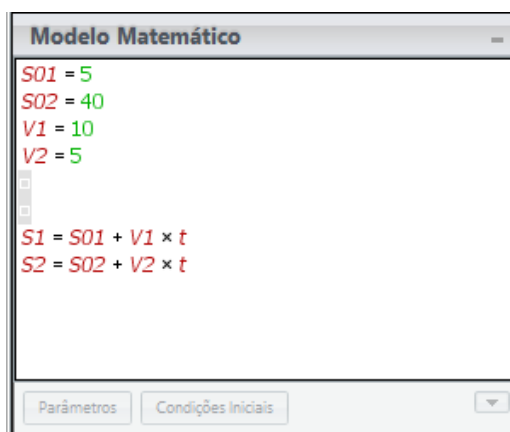 Modelo Matemático
S01 = 5
S02 = 40
V1 = 10
V2 = 5
S1 = S01 + V1 × t
S2 = S02 + V2 × t
Parâmetros Condições Iniciais